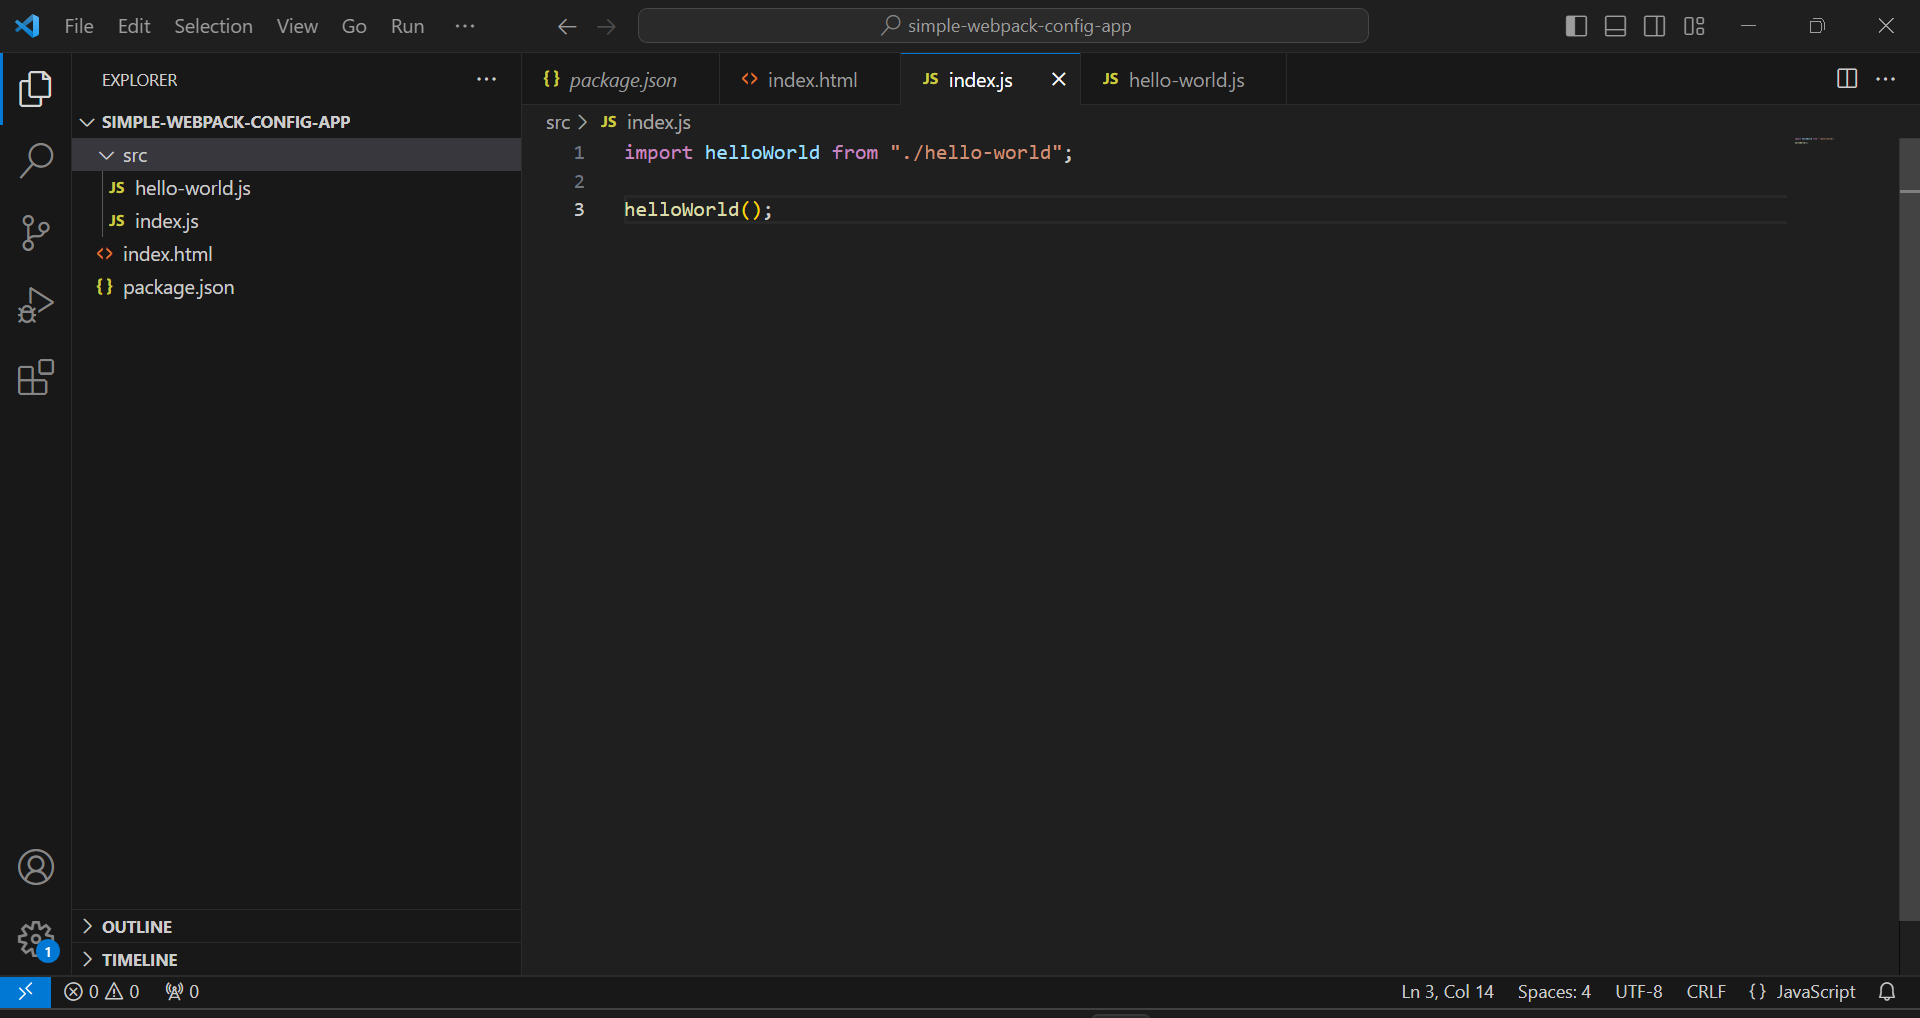 File Edit Selection View Go Run ···
simple-webpack-config-app
EXPLORER ···
SIMPLE-WEBPACK-CONFIG-APP
src
JS hello-world.js
JS index.js
<> index.html
{} package.json
OUTLINE
TIMELINE
{} package.json <> index.html JS index.js JS hello-world.js
src > JS index.js
1 import helloWorld from "./hello-world";
2
3 helloWorld();
1
0 0 0 Ln 3, Col 14 Spaces: 4 UTF-8 CRLF {} JavaScript